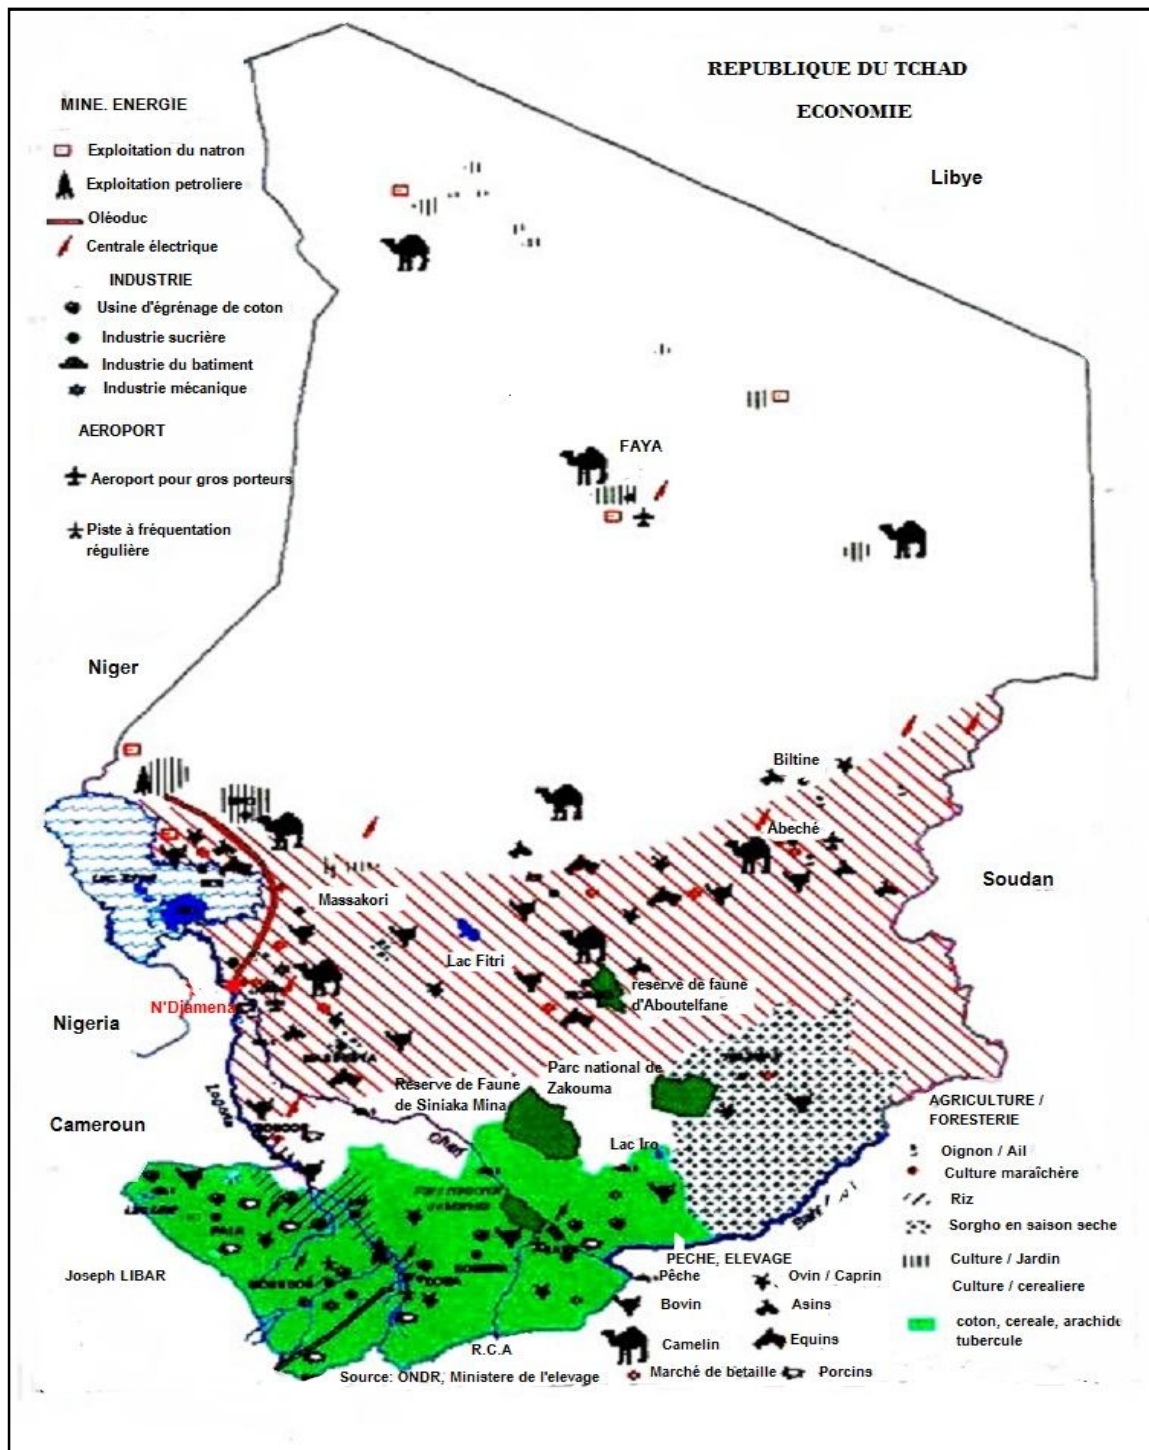 REPUBLIQUE DU TCHAD
ECONOMIE
MINE. ENERGIE
Exploitation du natron
Exploitation petroliere
Oléoduc
Centrale électrique
INDUSTRIE
Usine d'égrénage de coton
Industrie sucrière
Industrie du batiment
Industrie mécanique
AEROPORT
Aeroport pour gros porteurs
Piste à fréquentation
régulière
Libye
FAYA
Niger
Biltine
Abeché
Soudan
Massakori
Lac Fitri
reserve de faune
d'Aboutelfane
N'Djamena
Nigeria
Parc national de
Zakouma
Réserve de Faune
de Siniaka Mina
Cameroun
Logone
Chari
Lac Iro
AGRICULTURE /
FORESTERIE
Oignon / Ail
Culture maraîchère
Riz
Sorgho en saison seche
Culture / Jardin
Culture / cerealiere
coton, cereale, arachide
tubercule
PALA
DOBA
Joseph LIBAR
PECHE, ELEVAGE
Pêche
Ovin / Caprin
Bovin
Asins
Camelin
Equins
Marché de betaille
Porcins
R.C.A
Source: ONDR, Ministere de l'elevage